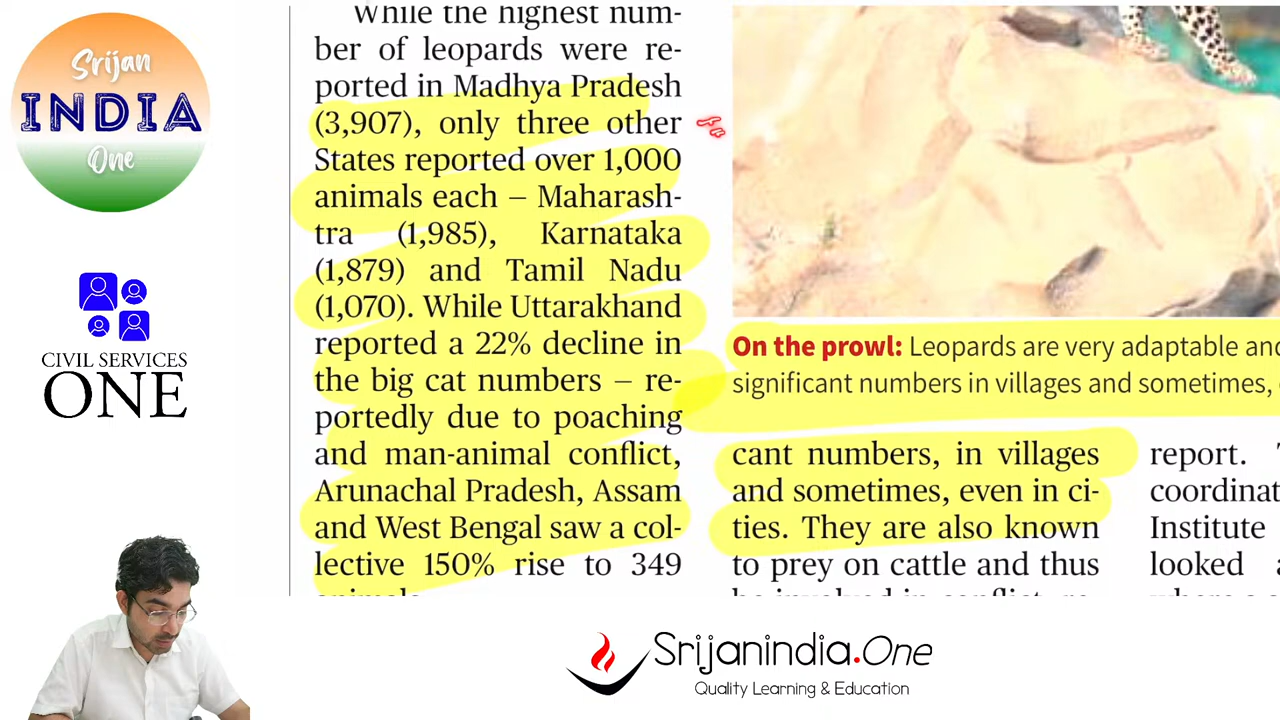 Srijan
INDIA
One
CIVIL SERVICES
ONE
While the highest num-
ber of leopards were re-
ported in Madhya Pradesh
(3,907), only three other
States reported over 1,000
animals each – Maharash-
tra (1,985), Karnataka
(1,879) and Tamil Nadu
(1,070). While Uttarakhand
reported a 22% decline in
the big cat numbers – re-
portedly due to poaching
and man-animal conflict,
Arunachal Pradesh, Assam
and West Bengal saw a col-
lective 150% rise to 349
On the prowl: Leopards are very adaptable and
significant numbers in villages and sometimes,
cant numbers, in villages
and sometimes, even in ci-
ties. They are also known
to prey on cattle and thus
report.
coordinat
Institute
looked
Srijanindia.One
Quality Learning & Education